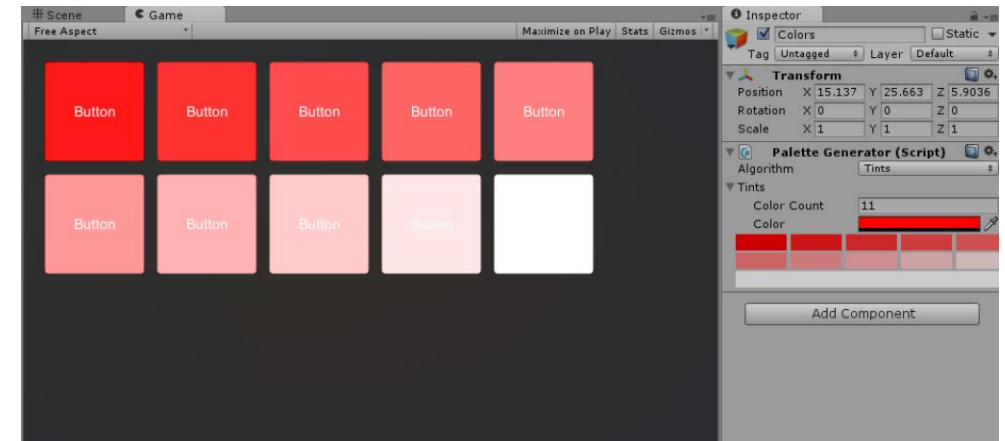 Scene Game
Free Aspect Maximize on Play Stats Gizmos
Button Button Button Button Button
Button Button Button Button
Inspector
Colors Static
Tag Untagged Layer Default
Transform
Position X 15.137 Y 25.663 Z 5.9036
Rotation X 0 Y 0 Z 0
Scale X 1 Y 1 Z 1
Palette Generator (Script)
Algorithm Tints
Tints
Color Count 11
Color
Add Component